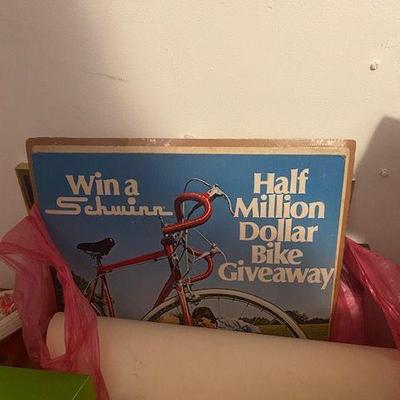 Win a
Schwinn
Half
Million
Dollar
Bike
Giveaway